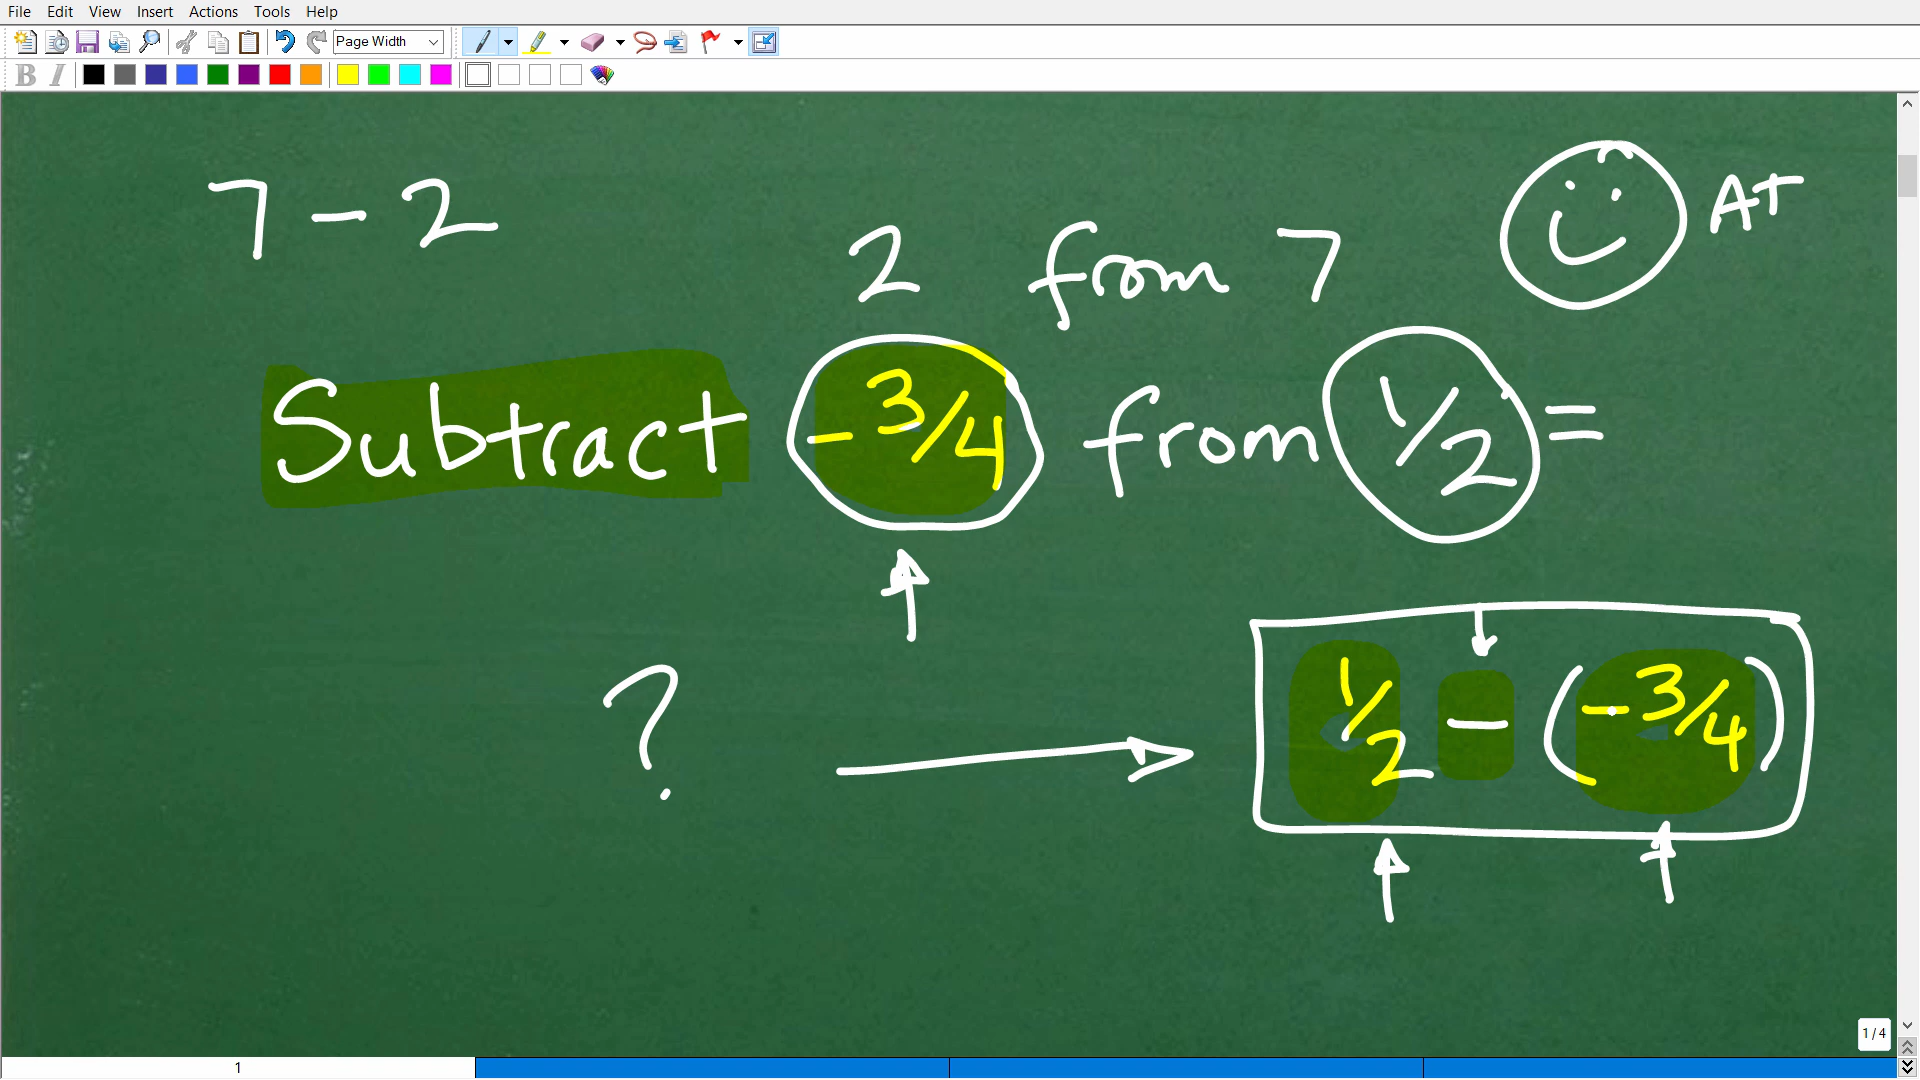 File Edit View Insert Actions Tools Help
Page Width
B I
7 - 2
2 from 7
A+
Subtract -3/4 from 1/2 =
?
1/2 - (-3/4)
1/4
1